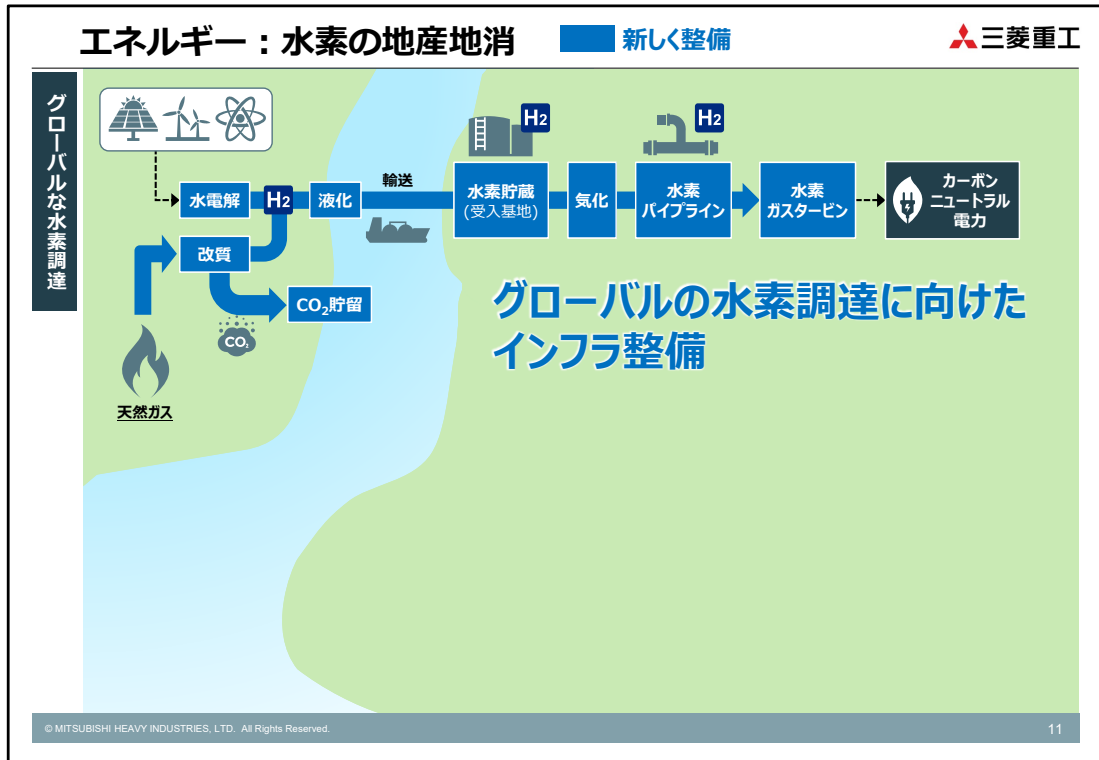 エネルギー：水素の地産地消
新しく整備
三菱重工
グローバルな水素調達
H2
H2
輸送
水電解
H2
液化
水素貯蔵
(受入基地)
気化
水素
パイプライン
水素
ガスタービン
カーボン
ニュートラル
電力
改質
CO₂貯留
CO₂
天然ガス
グローバルの水素調達に向けた
インフラ整備
© MITSUBISHI HEAVY INDUSTRIES, LTD. All Rights Reserved.
11